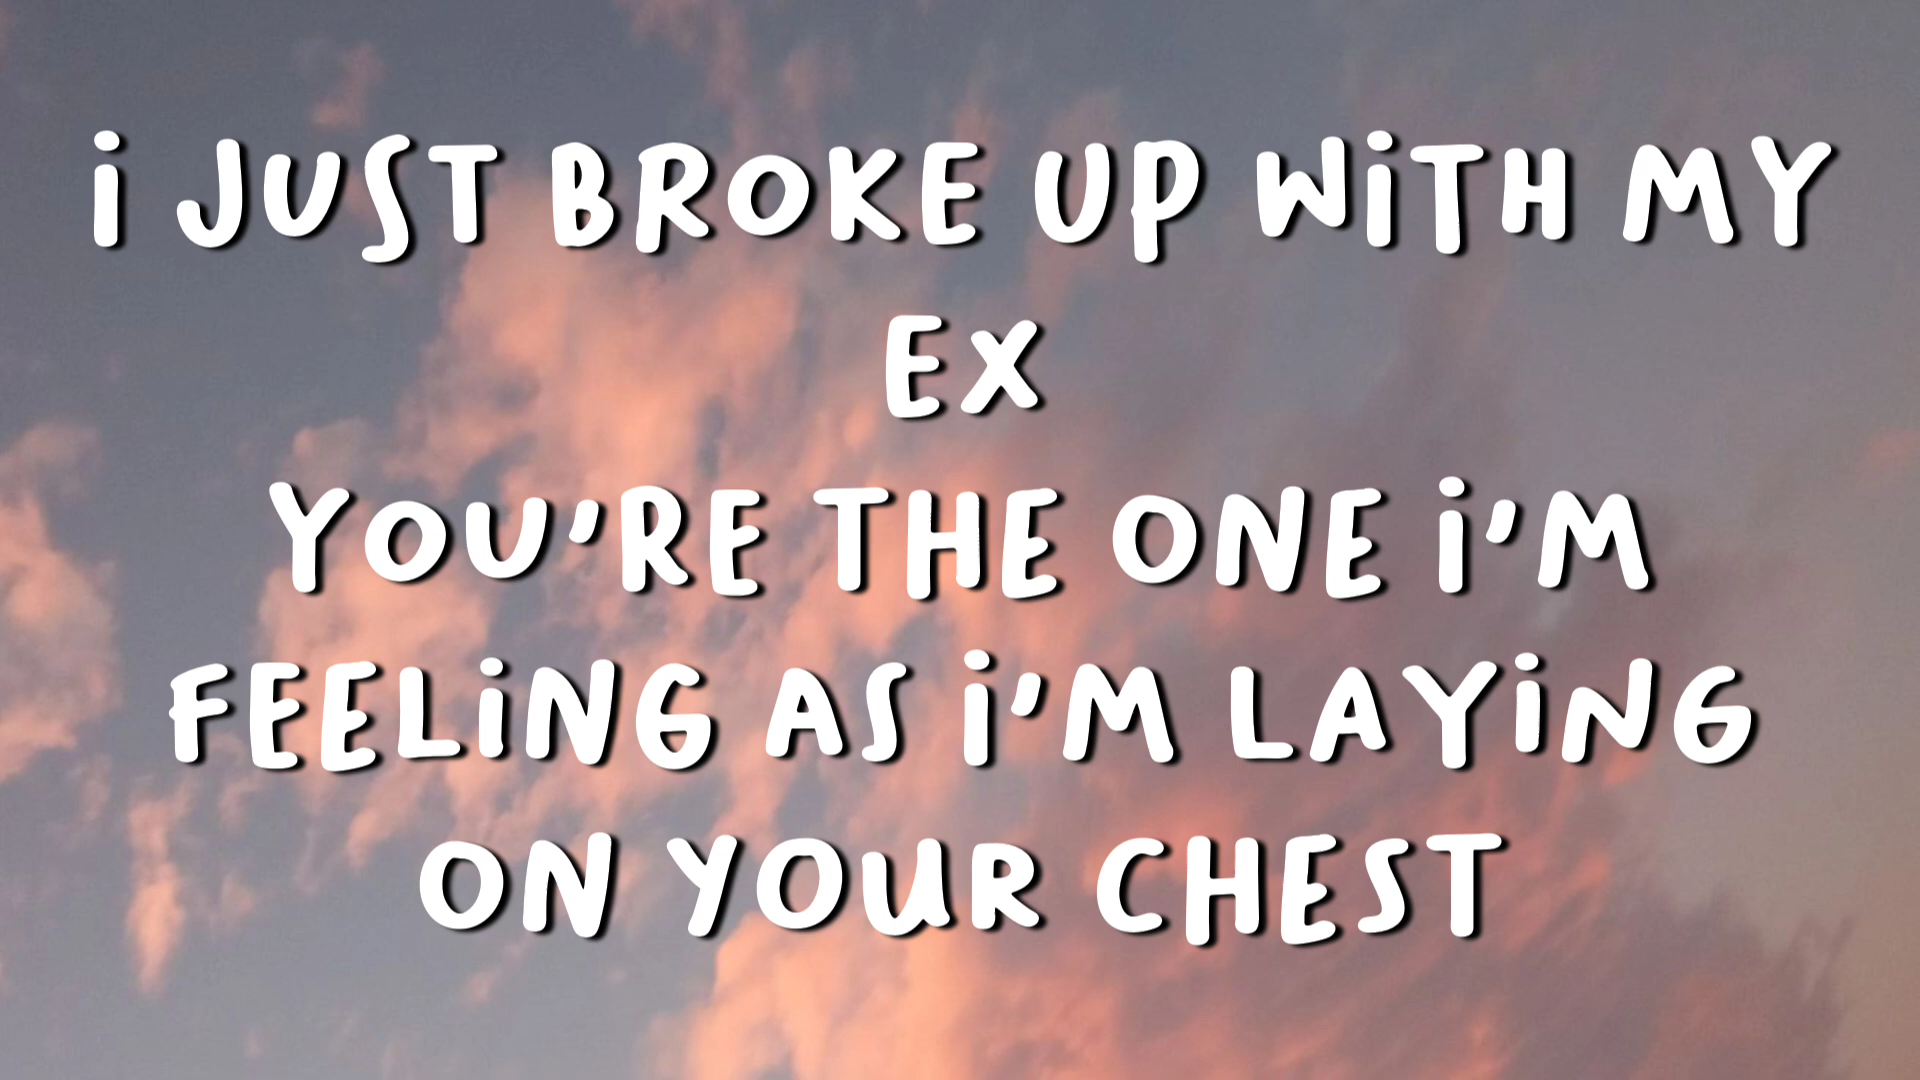 i JUST BROKE UP WiTH MY
EX
YOU'RE THE ONE i'M
FEELiNG AS i'M LAYiNG
ON YOUR CHEST